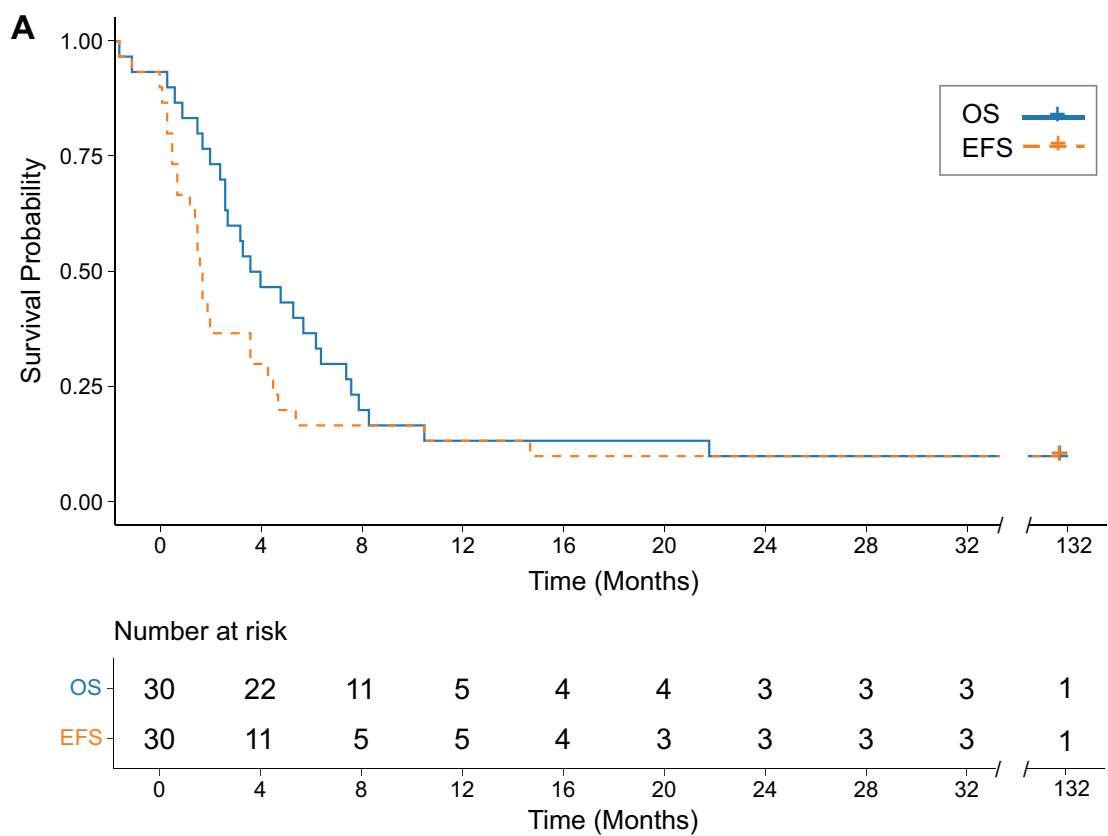 A
1.00
0.75
0.50
0.25
0.00
Survival Probability
OS
EFS
0 4 8 12 16 20 24 28 32 132
Time (Months)
Number at risk
OS 30 22 11 5 4 4 3 3 3 1
EFS 30 11 5 5 4 3 3 3 3 1
0 4 8 12 16 20 24 28 32 132
Time (Months)